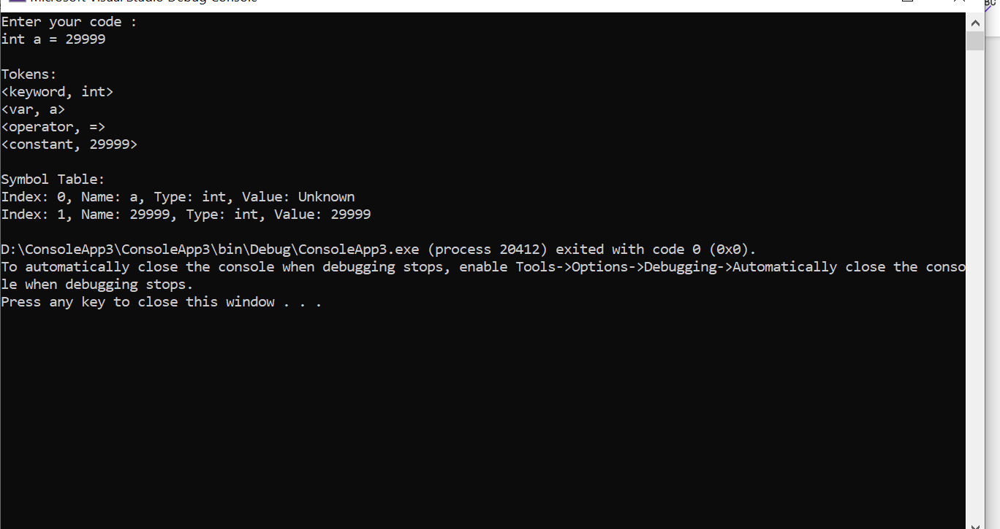 Microsoft Visual Studio Debug Console
Enter your code :
int a = 29999
Tokens:
<keyword, int>
<var, a>
<operator, =>
<constant, 29999>
Symbol Table:
Index: 0, Name: a, Type: int, Value: Unknown
Index: 1, Name: 29999, Type: int, Value: 29999
D:\ConsoleApp3\ConsoleApp3\bin\Debug\ConsoleApp3.exe (process 20412) exited with code 0 (0x0).
To automatically close the console when debugging stops, enable Tools->Options->Debugging->Automatically close the conso
le when debugging stops.
Press any key to close this window . . .